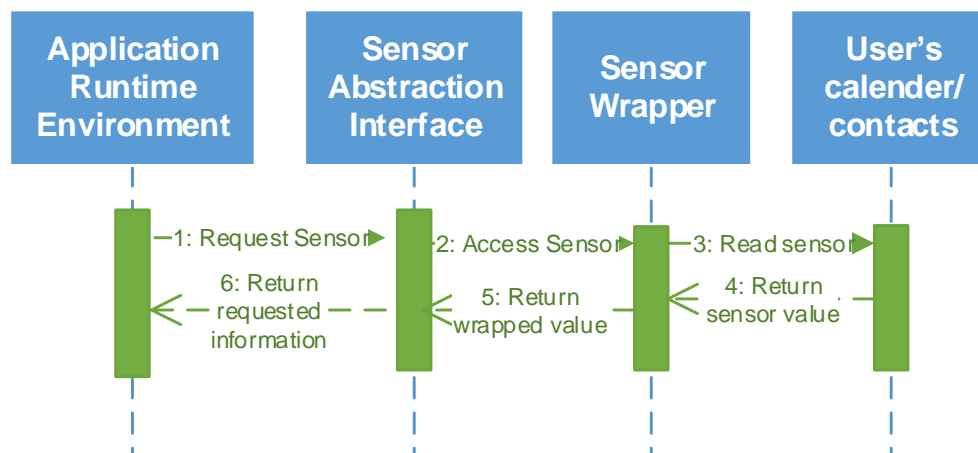 Application
Runtime
Environment
Sensor
Abstraction
Interface
Sensor
Wrapper
User's
calender/
contacts
1: Request Sensor
2: Access Sensor
3: Read sensor
4: Return
sensor value
5: Return
wrapped value
6: Return
requested
information